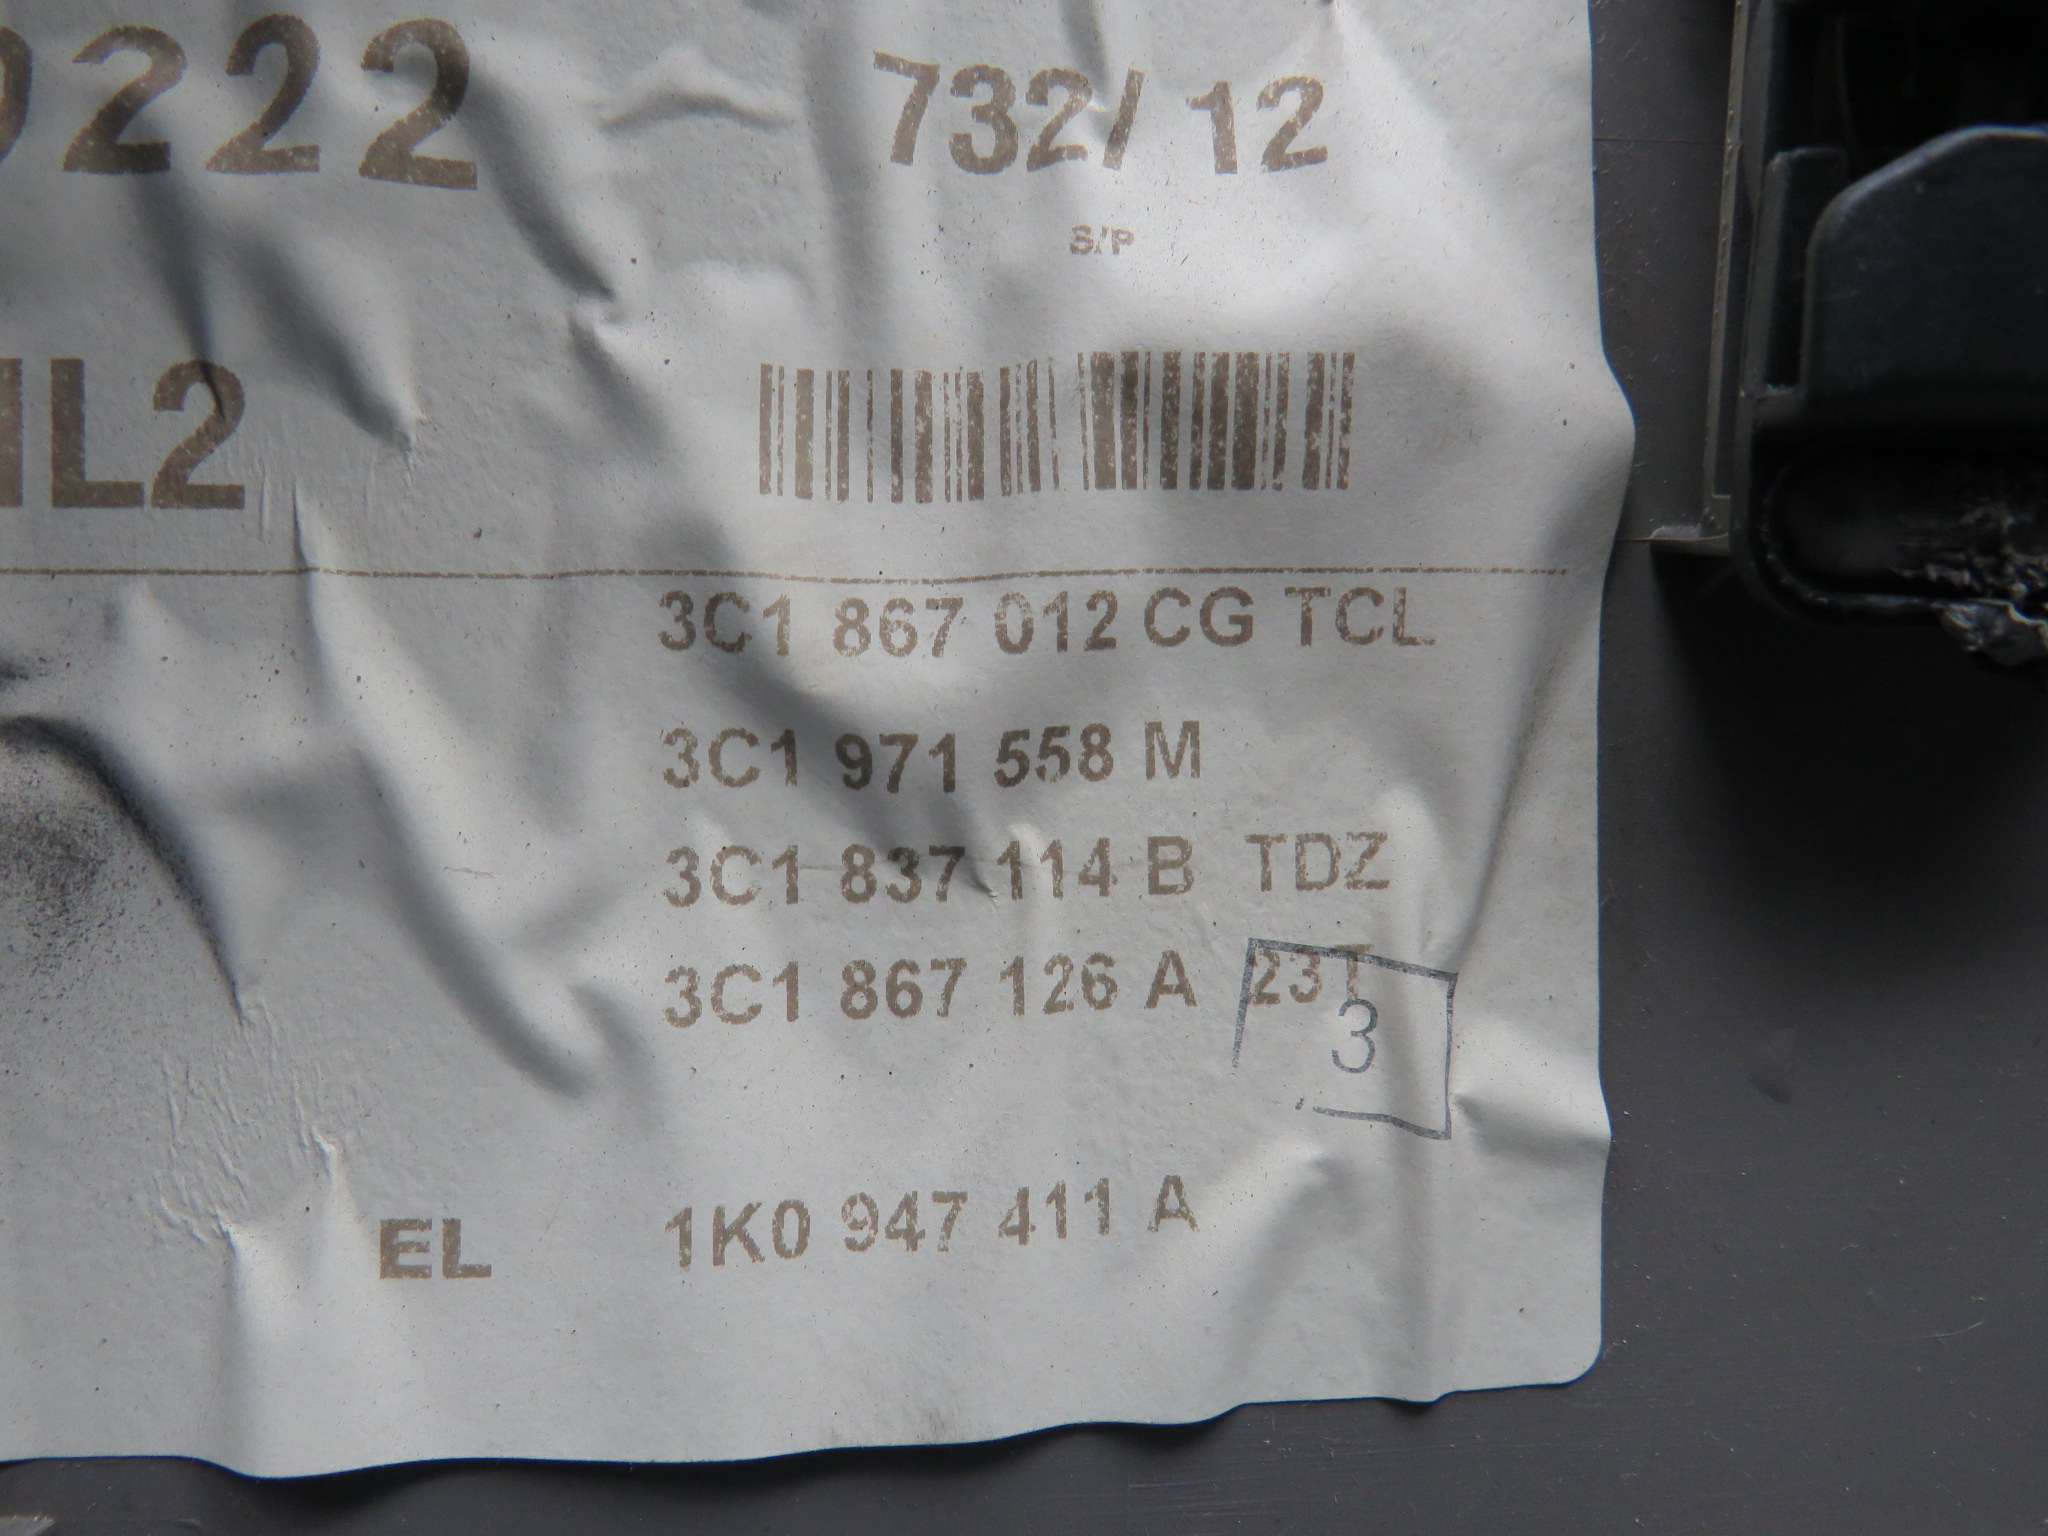 222
732/ 12
S/P
L2
3C1 867 012 CG TCL
3C1 971 558 M
3C1 837 114 B TDZ
3C1 867 126 A 23T
3
EL 1K0 947 411 A